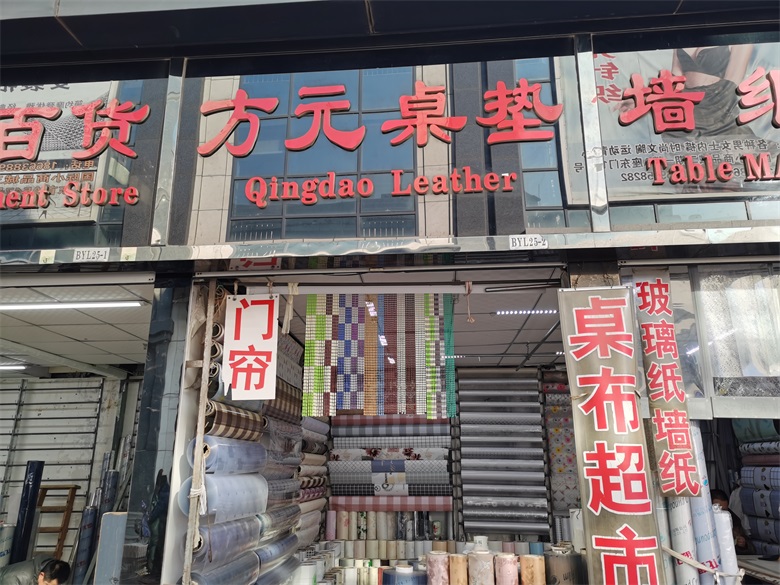 百货
ment Store
BYL25-1
方元桌垫
Qingdao Leather
BYL25-2
墙纸
Table MA
门帘
桌布超市
玻璃纸墙纸